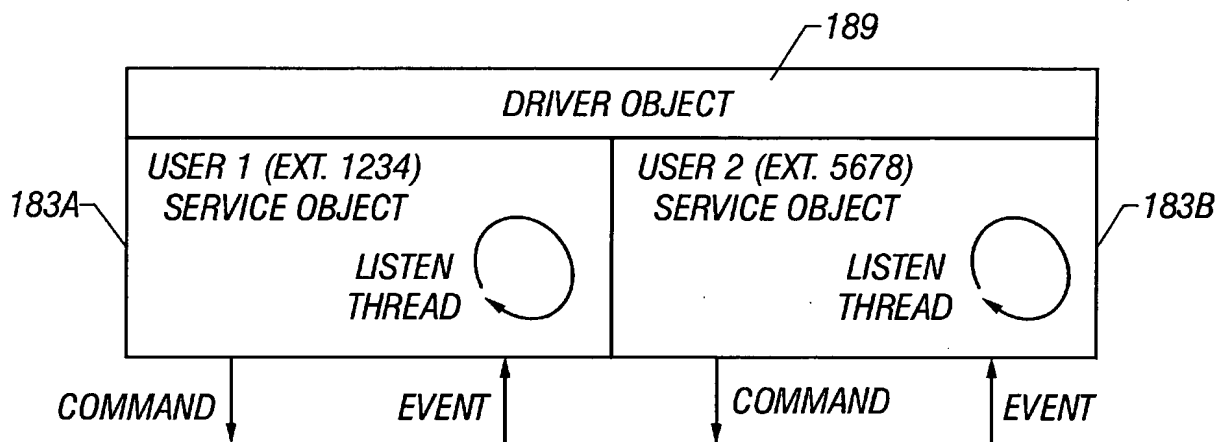 189
DRIVER OBJECT
USER 1 (EXT. 1234)
SERVICE OBJECT
LISTEN
THREAD
USER 2 (EXT. 5678)
SERVICE OBJECT
LISTEN
THREAD
183A
183B
COMMAND
EVENT
COMMAND
EVENT